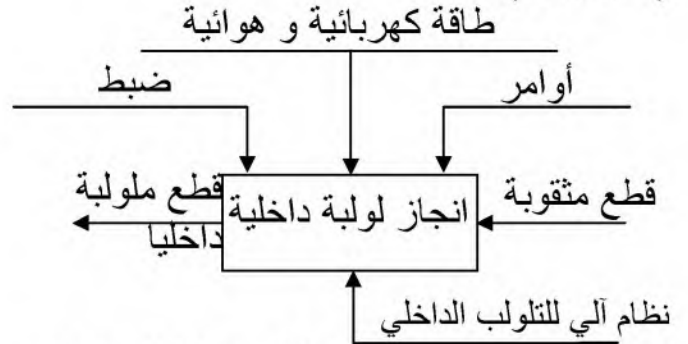 طاقة كهربائية و هوائية
أوامر
ضبط
قطع مثقوبة
انجاز لولبة داخلية
قطع ملولبة
داخليا
نظام آلي للتلولب الداخلي